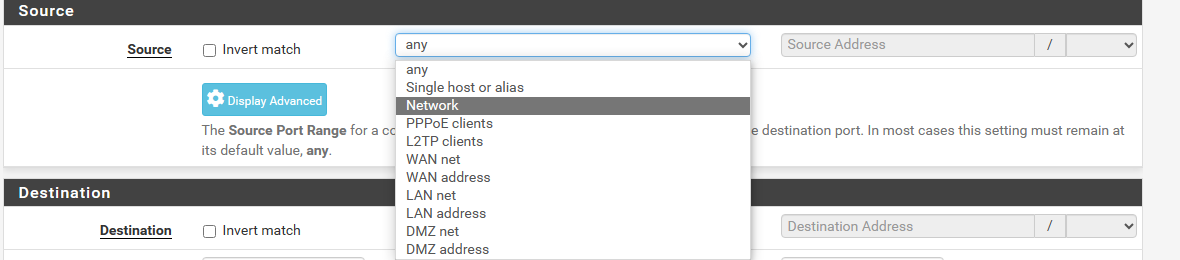 Source
Source Invert match any Source Address /
any
Single host or alias
Network
PPPoE clients
L2TP clients
WAN net
WAN address
LAN net
LAN address
DMZ net
DMZ address
Display Advanced
The Source Port Range for a e destination port. In most cases this setting must remain at
its default value, any.
Destination
Destination Invert match Destination Address /